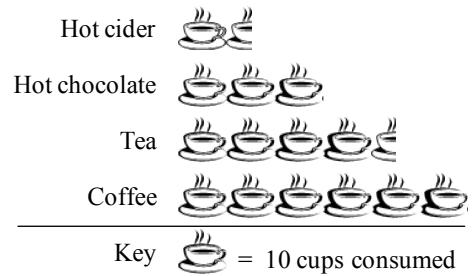 Hot cider
Hot chocolate
Tea
Coffee
Key = 10 cups consumed